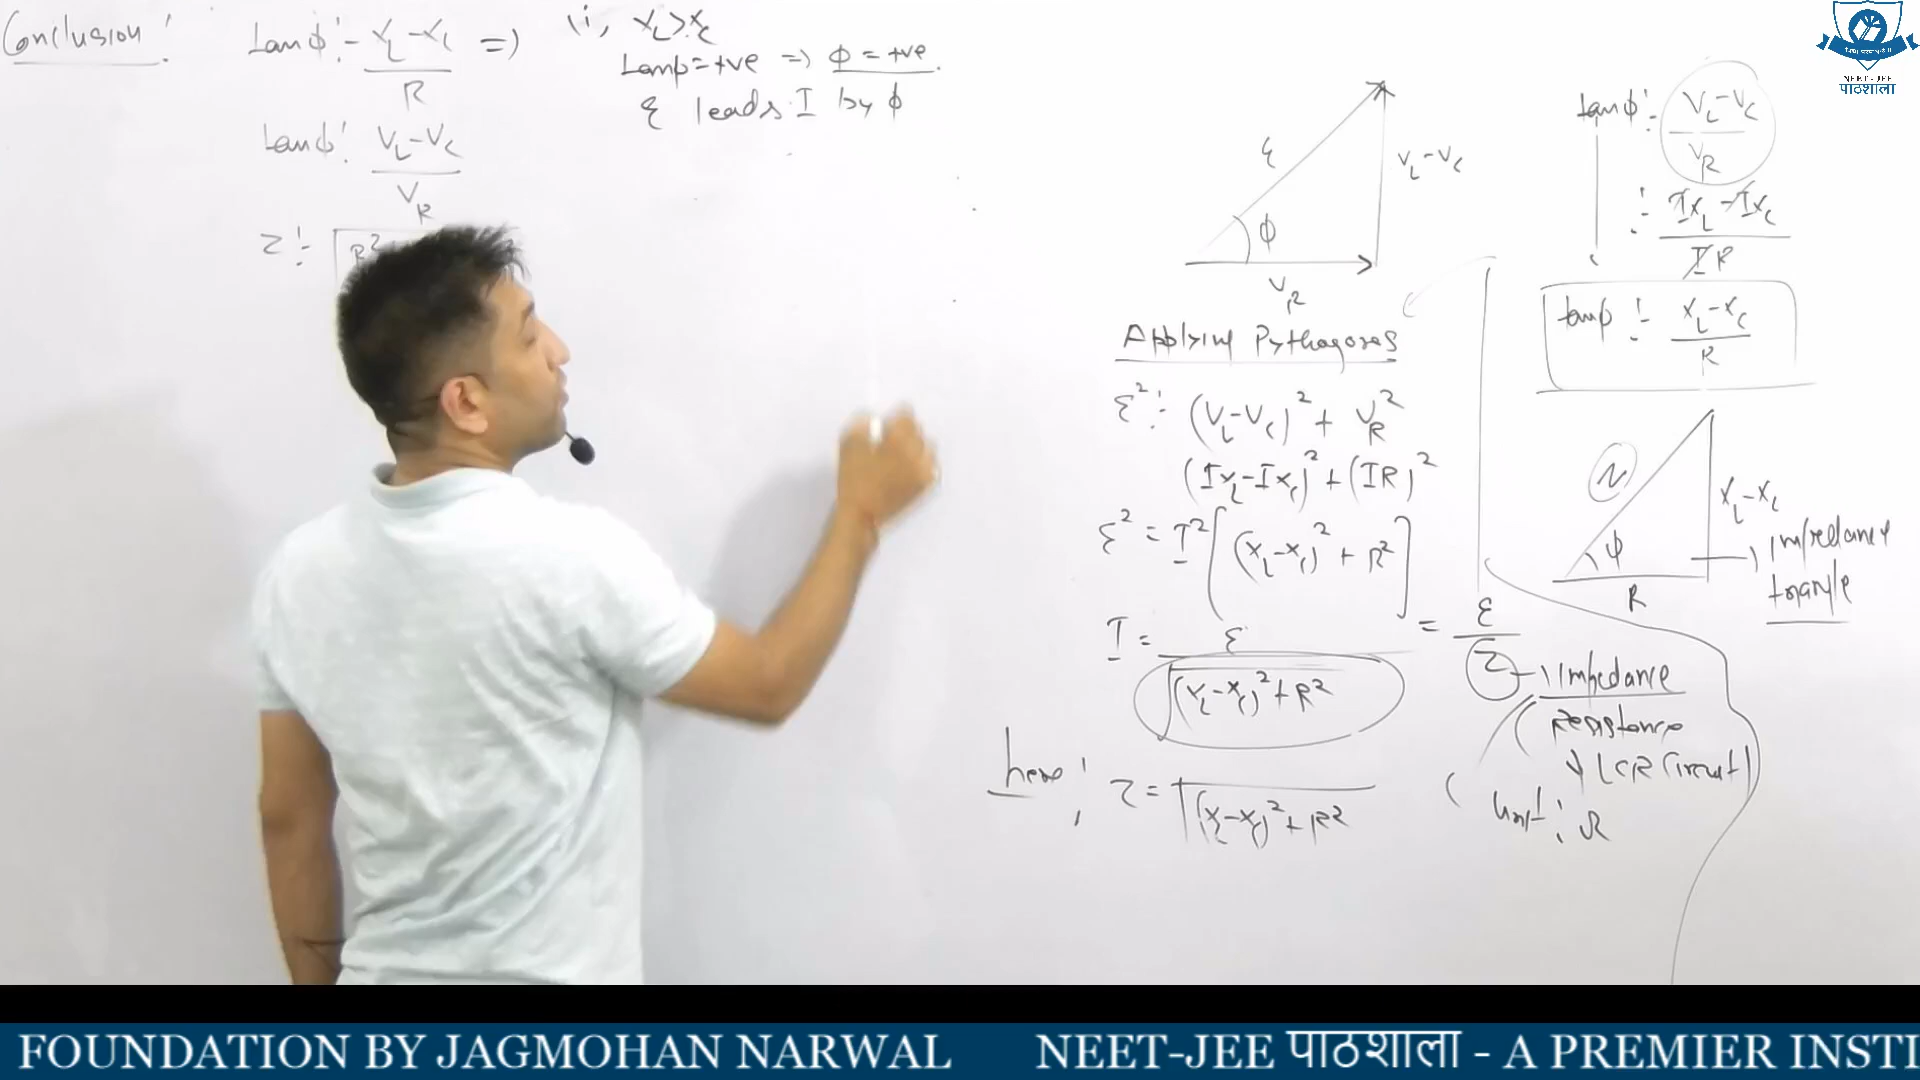 Conclusion!
tanφ = X_L-X_C / R =>
(i, X_L>X_C
tanφ=+ve => φ = +ve
ε leads I by φ
tanφ = V_L-V_C / V_R
Z = √R²
ε
V_L-V_C
φ
V_R
Applying Pythagores
ε² = (V_L-V_C)² + V_R²
(IX_L-IX_C)² + (IR)²
ε² = I² [(X_L-X_C)² + R²]
I = ε / √(X_L-X_C)²+R² = ε / Z → Impedance
(Resistance
LCR Circuit)
here, Z = √(X_L-X_C)²+R²
Unit: Ω
tanφ = V_L-V_C / V_R
= IX_L-IX_C / IR
tanφ = X_L-X_C / R
Z
X_L-X_C
φ
R
impedance
triangle
NEET-JEE
पाठशाला
FOUNDATION BY JAGMOHAN NARWAL NEET-JEE पाठशाला - A PREMIER INSTI